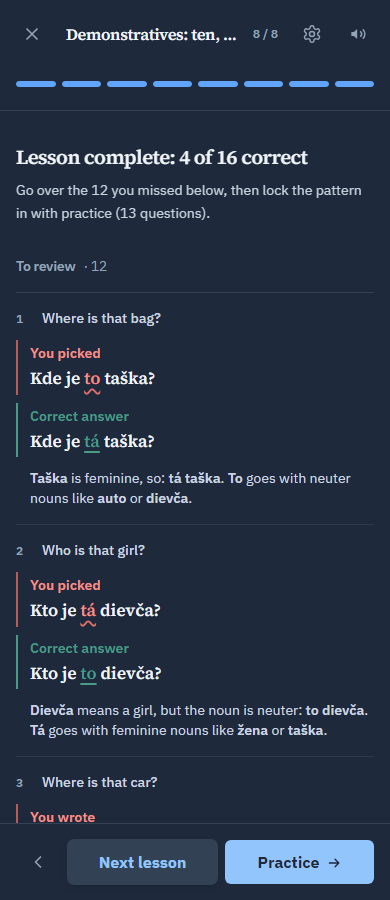 Demonstratives: ten, ...
8 / 8
Lesson complete: 4 of 16 correct
Go over the 12 you missed below, then lock the pattern
in with practice (13 questions).
To review · 12
1 Where is that bag?
You picked
Kde je to taška?
Correct answer
Kde je tá taška?
Taška is feminine, so: tá taška. To goes with neuter
nouns like auto or dievča.
2 Who is that girl?
You picked
Kto je tá dievča?
Correct answer
Kto je to dievča?
Dievča means a girl, but the noun is neuter: to dievča.
Tá goes with feminine nouns like žena or taška.
3 Where is that car?
You wrote
Next lesson
Practice →